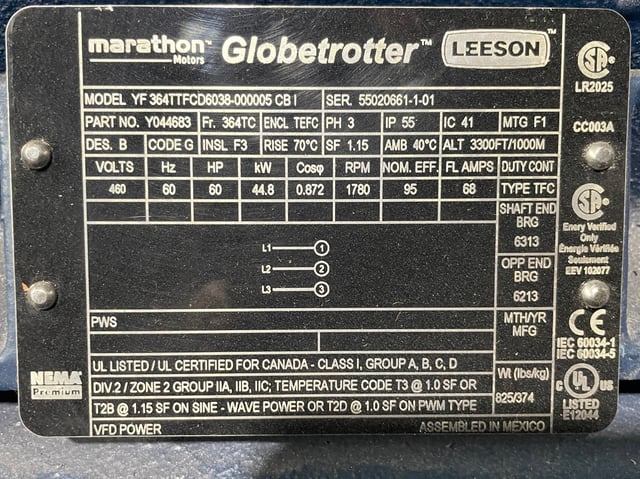 marathon™ Motors Globetrotter™ LEESON™
LR2025
MODEL YF 364TTFCD6038-000005 CB I SER. 55020661-1-01
PART NO. Y044683 Fr. 364TC ENCL TEFC PH 3 IP 55 IC 41 MTG F1
CC003A
DES. B CODE G INSL F3 RISE 70°C SF 1.15 AMB 40°C ALT 3300FT/1000M
VOLTS Hz HP kW Cosφ RPM NOM. EFF. FL AMPS DUTY CONT
460 60 60 44.8 0.872 1780 95 68 TYPE TFC
SHAFT END
BRG
6313
Enery Verified
Only
Énergie Vérifiée
Seulement
EEV 102077
L1 1
L2 2
L3 3
OPP END
BRG
6213
PWS
MTH/YR
MFG
CE
IEC 60034-1
IEC 60034-5
UL LISTED / UL CERTIFIED FOR CANADA - CLASS I, GROUP A, B, C, D
DIV.2 / ZONE 2 GROUP IIA, IIB, IIC; TEMPERATURE CODE T3 @ 1.0 SF OR
T2B @ 1.15 SF ON SINE - WAVE POWER OR T2D @ 1.0 SF ON PWM TYPE
VFD POWER
Wt (lbs/kg)
825/374
ASSEMBLED IN MÉXICO
NEMA
Premium
C UL US
LISTED
E12044